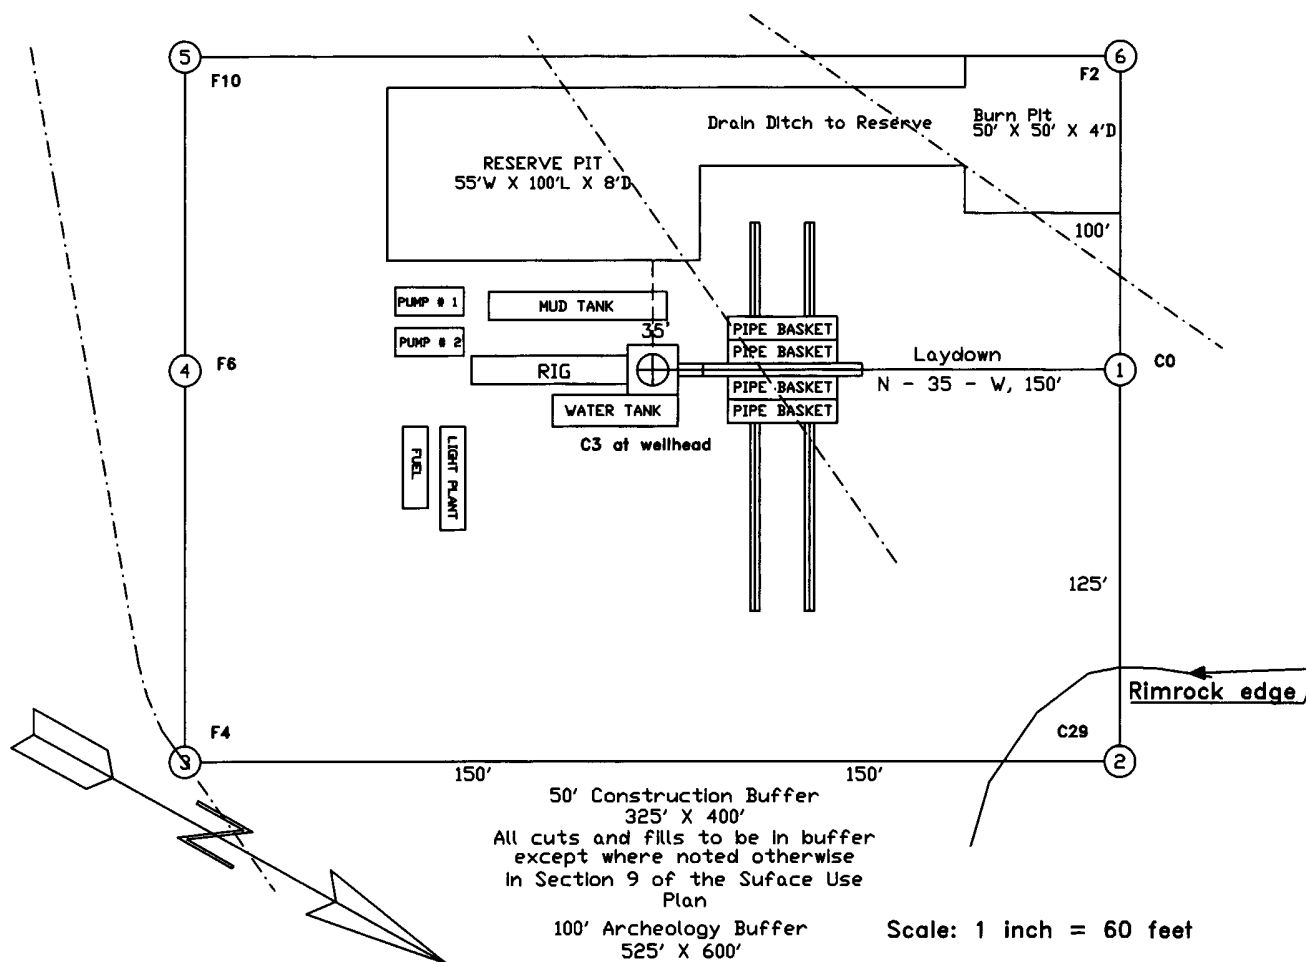 5
6
F10
F2
Drain Ditch to Reserve
Burn Pit
50' X 50' X 4'D
RESERVE PIT
55'W X 100'L X 8'D
100'
PUMP # 1
MUD TANK
35'
PIPE BASKET
PUMP # 2
PIPE BASKET
4
F6
RIG
Laydown
1
C0
N - 35 - W, 150'
PIPE BASKET
WATER TANK
PIPE BASKET
C3 at wellhead
FUEL
LIGHT PLANT
125'
Rimrock edge
F4
C29
3
2
150'
150'
50' Construction Buffer
325' X 400'
All cuts and fills to be in buffer
except where noted otherwise
in Section 9 of the Suface Use
Plan
100' Archeology Buffer
525' X 600'
Scale: 1 inch = 60 feet
N